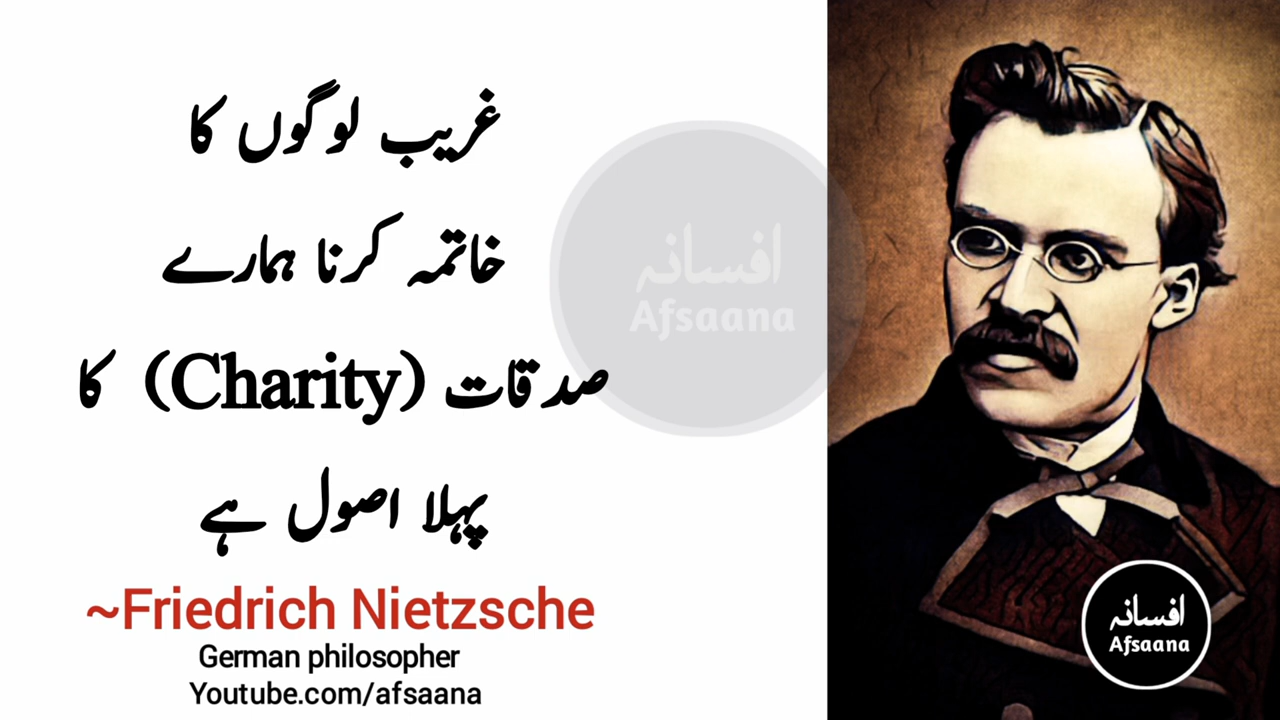 غریب لوگوں کا
خاتمہ کرنا ہمارے
صدقات (Charity) کا
پہلا اصول ہے
~Friedrich Nietzsche
German philosopher
Youtube.com/afsaana
افسانہ
Afsaana
افسانہ
Afsaana